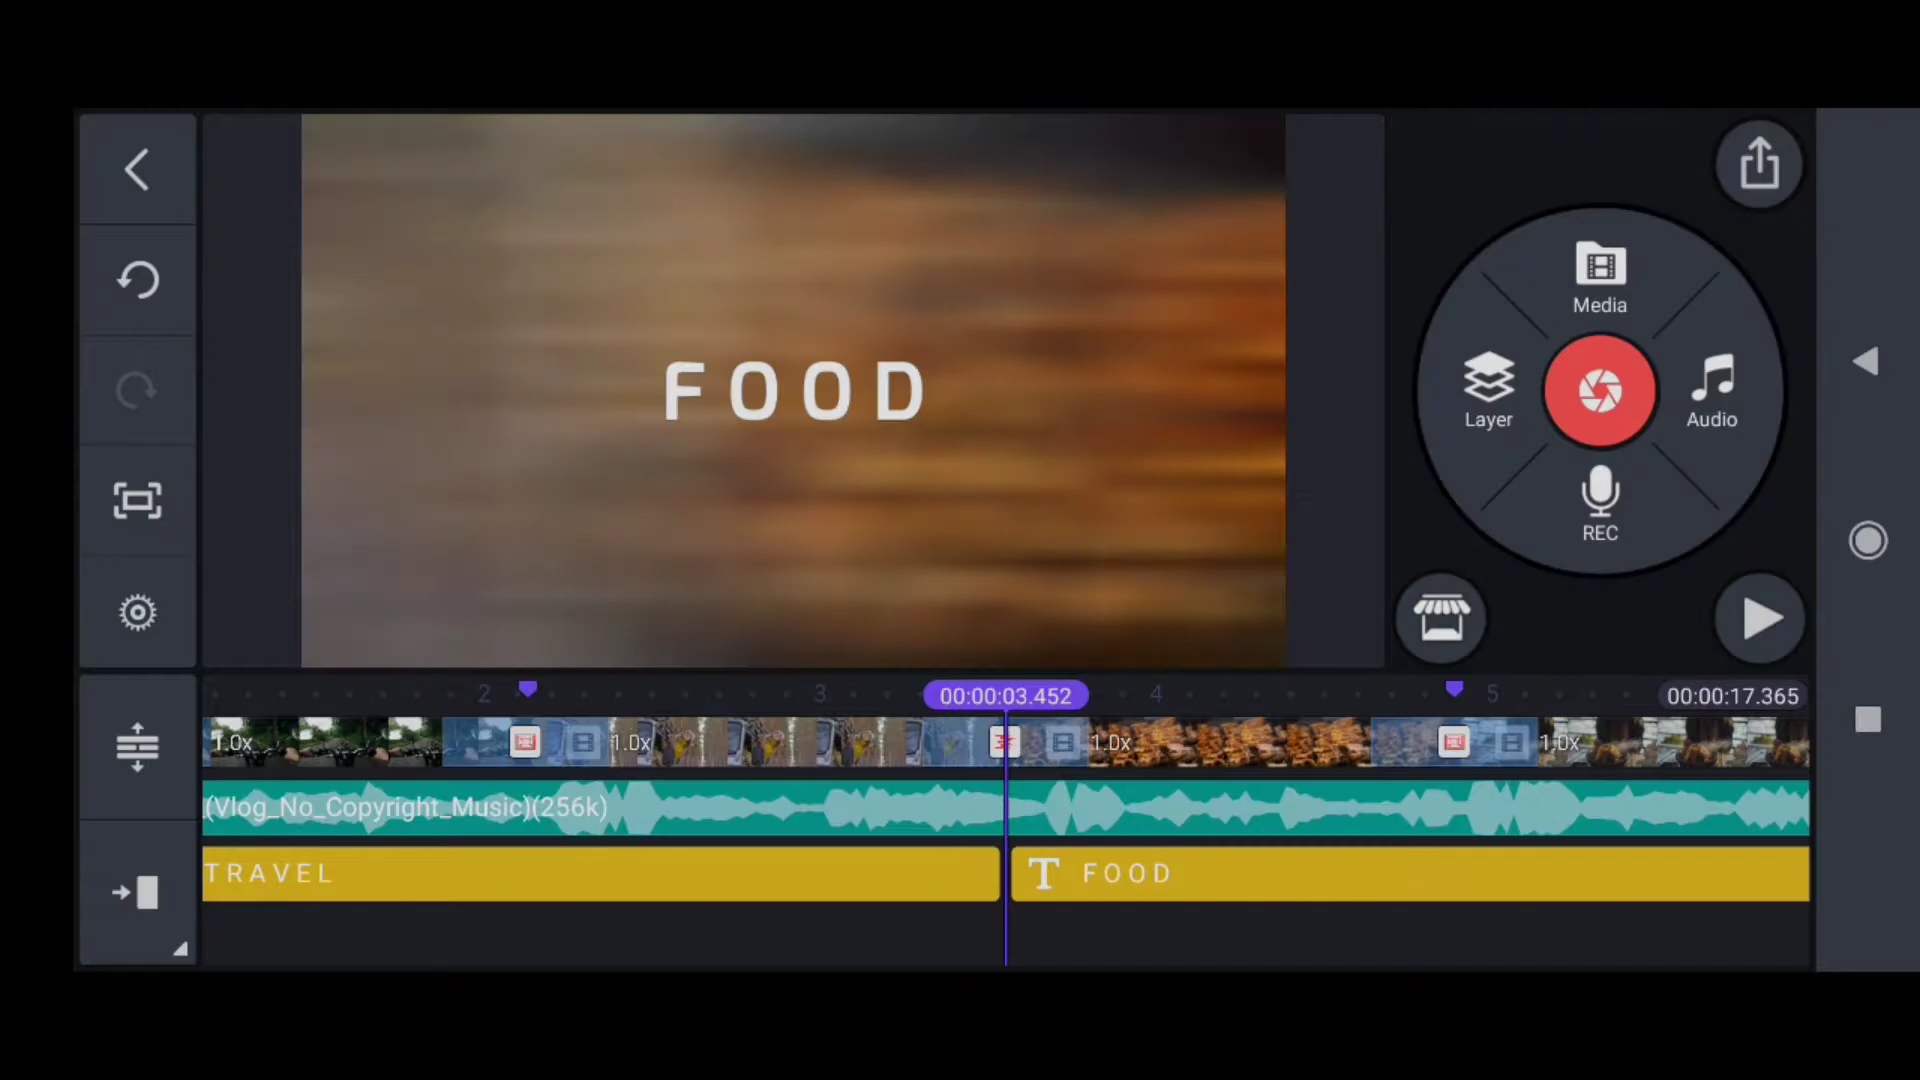 Media
FOOD
Layer
Audio
REC
2
3
00:00:03.452
4
5
00:00:17.365
1.0x
1.0x
1.0x
1.0x
(Vlog_No_Copyright_Music)(256k)
TRAVEL
T FOOD